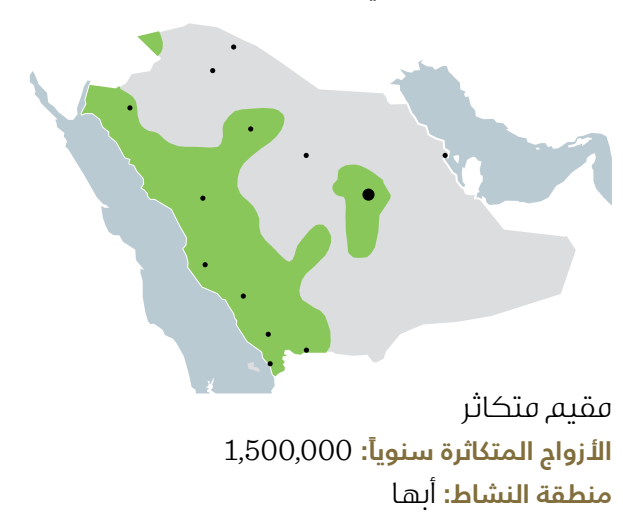 مقيم متكاثر
الأزواج المتكاثرة سنوياً: 1,500,000
منطقة النشاط: أبها